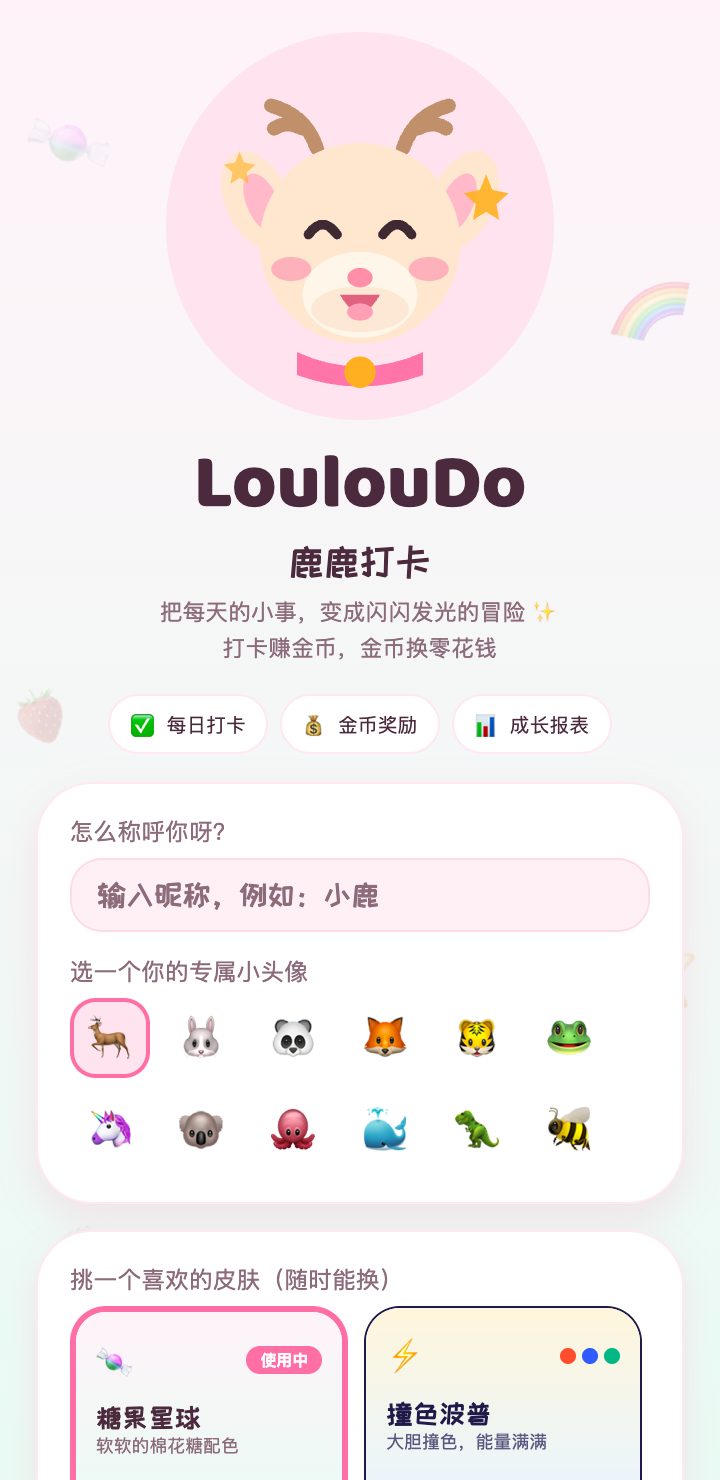 LoulouDo
鹿鹿打卡
把每天的小事，变成闪闪发光的冒险 ✨
打卡赚金币，金币换零花钱
✅ 每日打卡
💰 金币奖励
📊 成长报表
怎么称呼你呀?
输入昵称，例如：小鹿
选一个你的专属小头像
挑一个喜欢的皮肤（随时能换）
使用中
糖果星球
软软的棉花糖配色
撞色波普
大胆撞色，能量满满